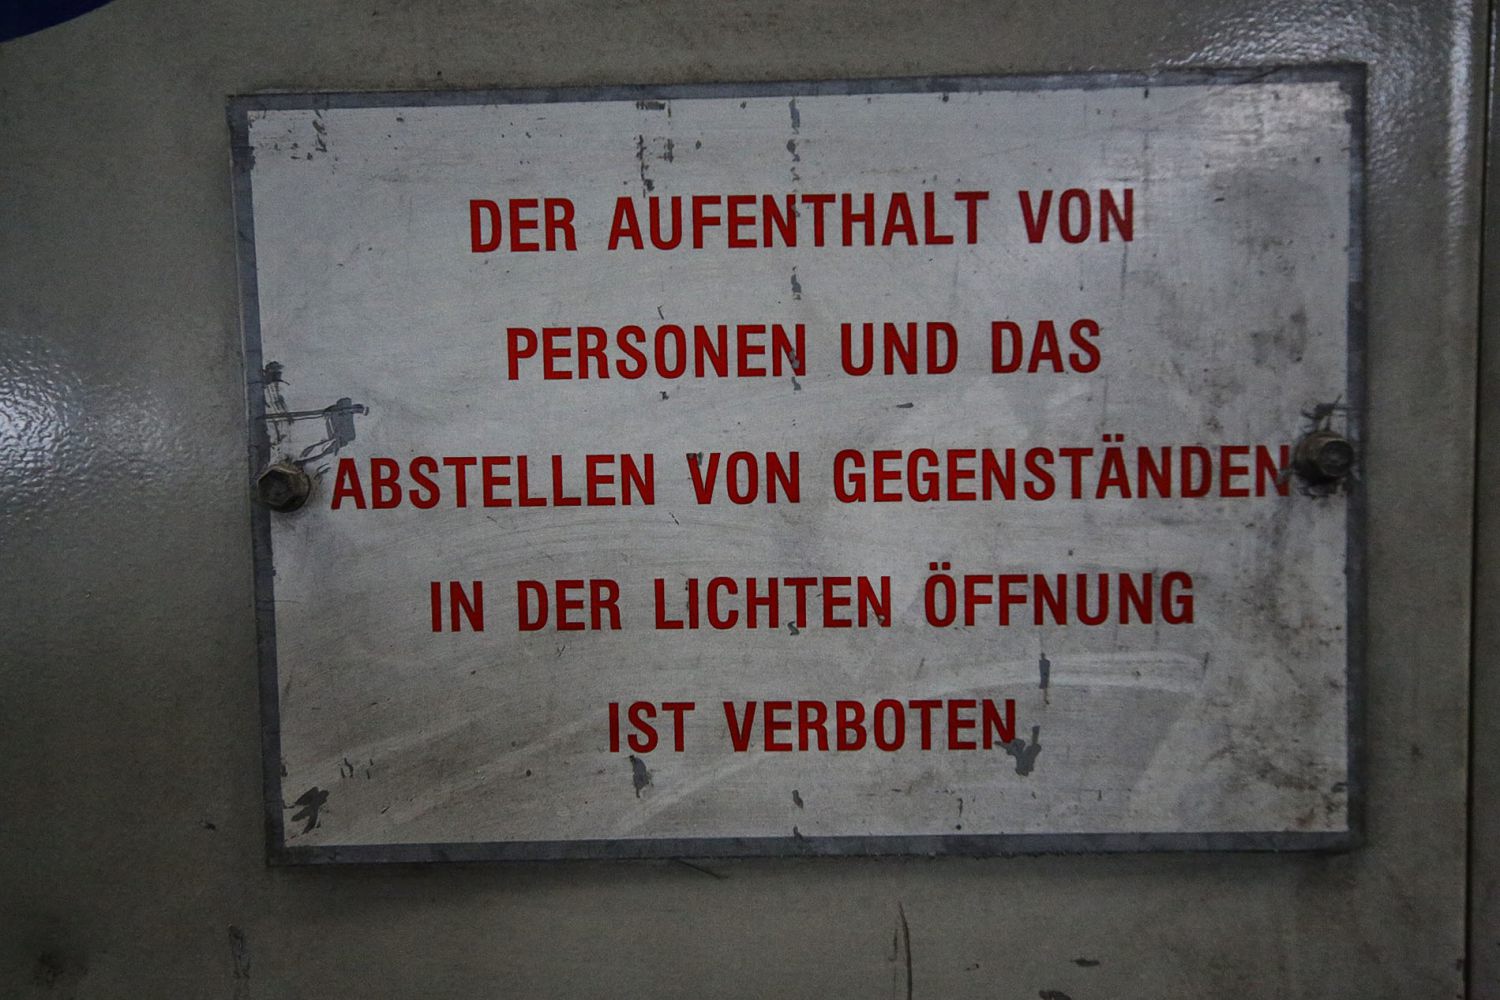 DER AUFENTHALT VON
PERSONEN UND DAS
ABSTELLEN VON GEGENSTÄNDEN
IN DER LICHTEN ÖFFNUNG
IST VERBOTEN